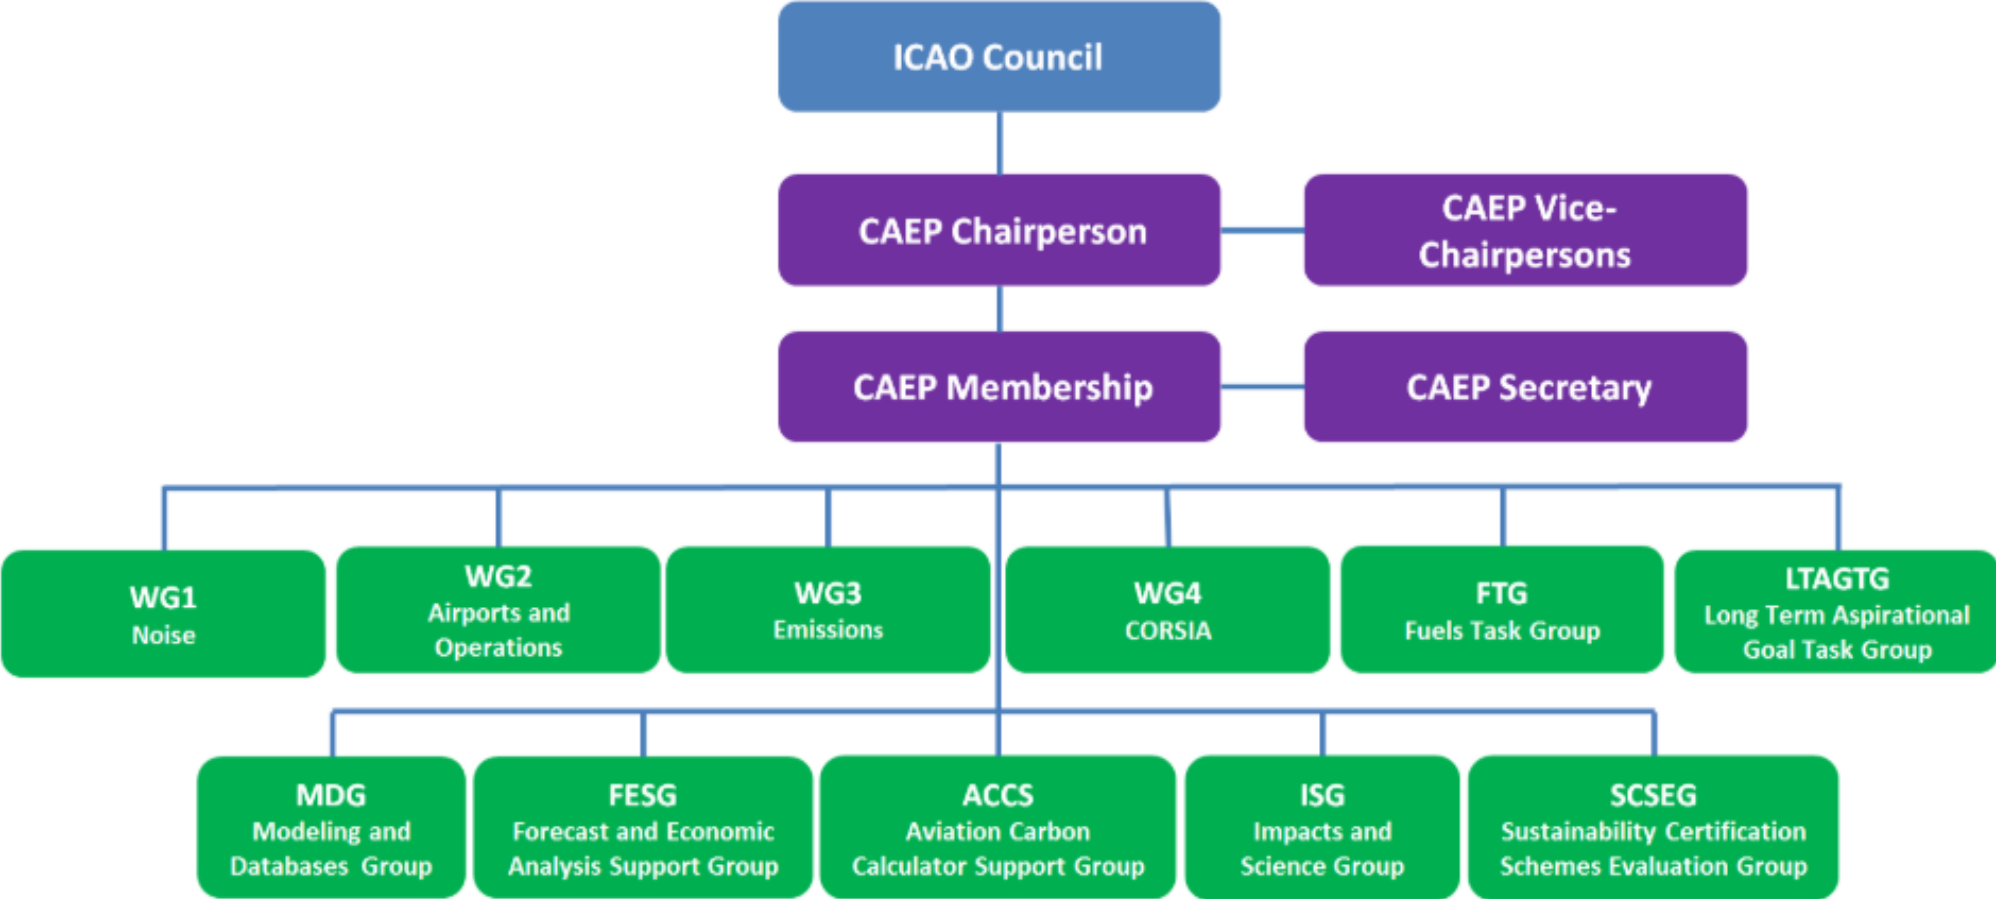 ICAO Council
CAEP Chairperson
CAEP Vice-
Chairpersons
CAEP Membership
CAEP Secretary
WG1
Noise
WG2
Airports and
Operations
WG3
Emissions
WG4
CORSIA
FTG
Fuels Task Group
LTAGTG
Long Term Aspirational
Goal Task Group
MDG
Modeling and
Databases Group
FESG
Forecast and Economic
Analysis Support Group
ACCS
Aviation Carbon
Calculator Support Group
ISG
Impacts and
Science Group
SCSEG
Sustainability Certification
Schemes Evaluation Group